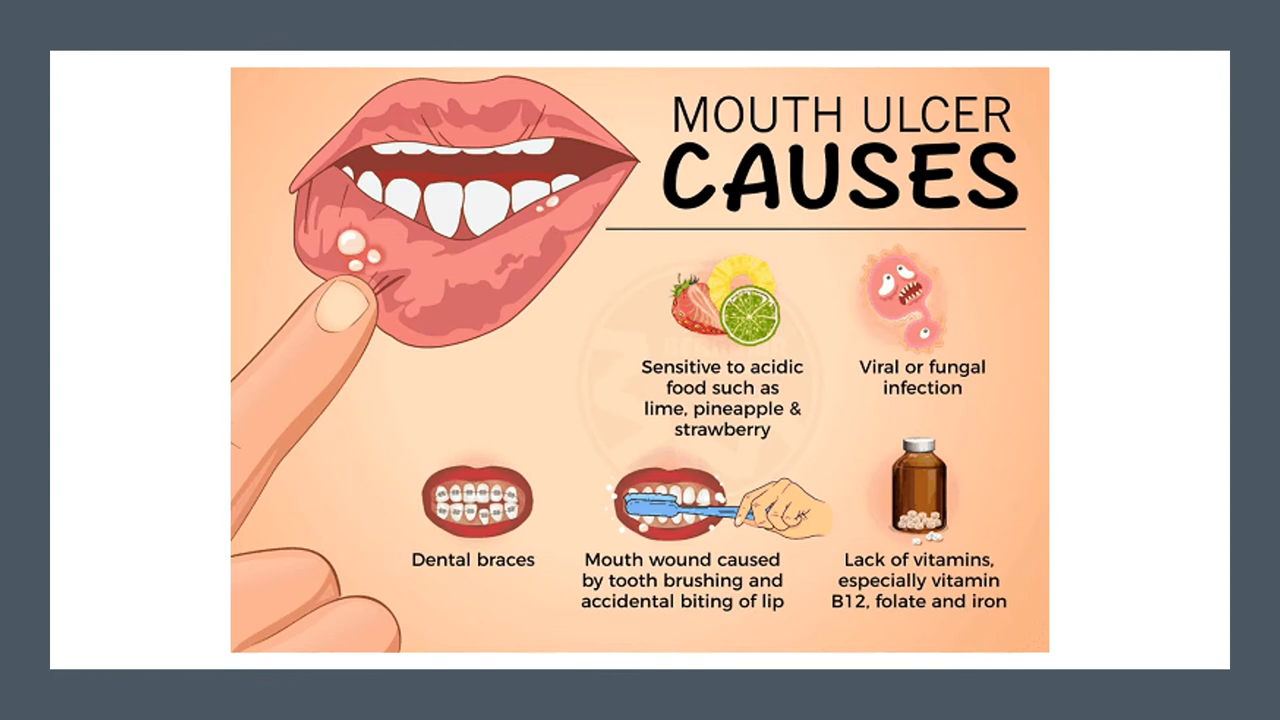 MOUTH ULCER
CAUSES
Sensitive to acidic
food such as
lime, pineapple &
strawberry
Viral or fungal
infection
Dental braces
Mouth wound caused
by tooth brushing and
accidental biting of lip
Lack of vitamins,
especially vitamin
B12, folate and iron